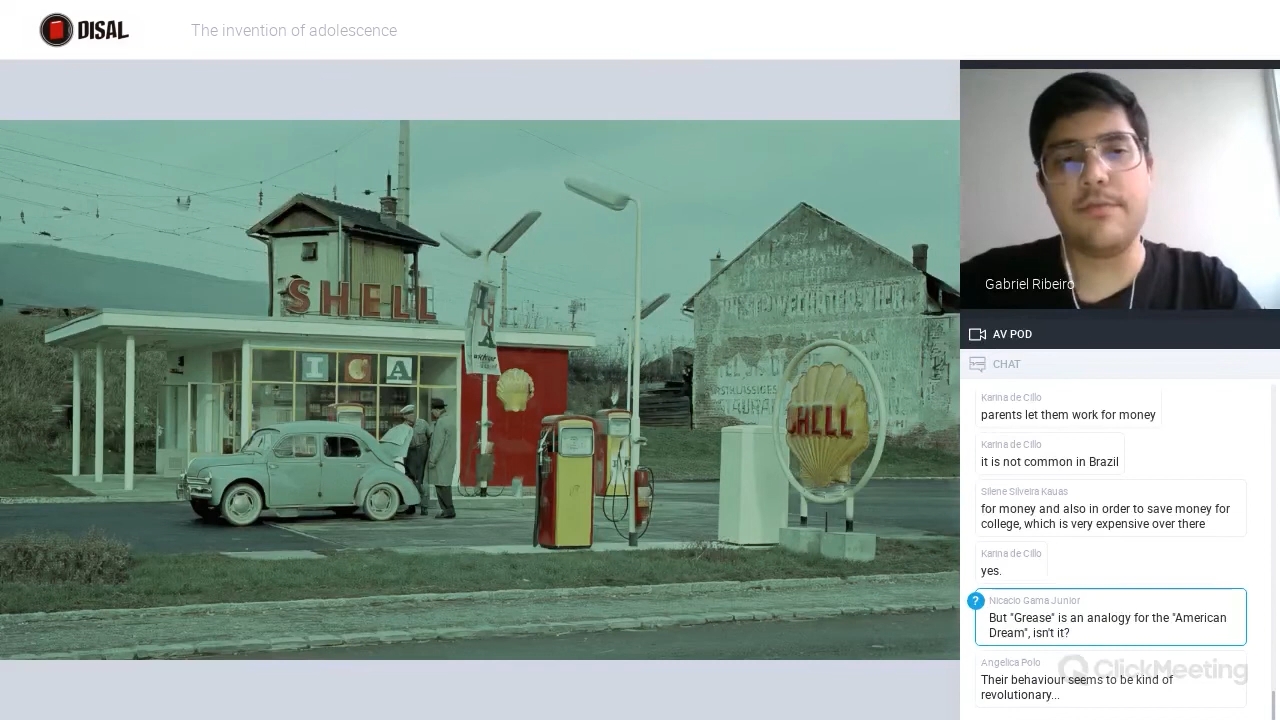 DISAL
The invention of adolescence
SHELL
IGA
SHELL
Gabriel Ribeiro
AV POD
CHAT
Karina de Cillo
parents let them work for money
Karina de Cillo
it is not common in Brazil
Silene Silveira Kauas
for money and also in order to save money for
college, which is very expensive over there
Karina de Cillo
yes.
?
Nicacio Gama Junior
But "Grease" is an analogy for the "American
Dream", isn't it?
Angelica Polo
ClickMeeting
Their behaviour seems to be kind of
revolutionary...